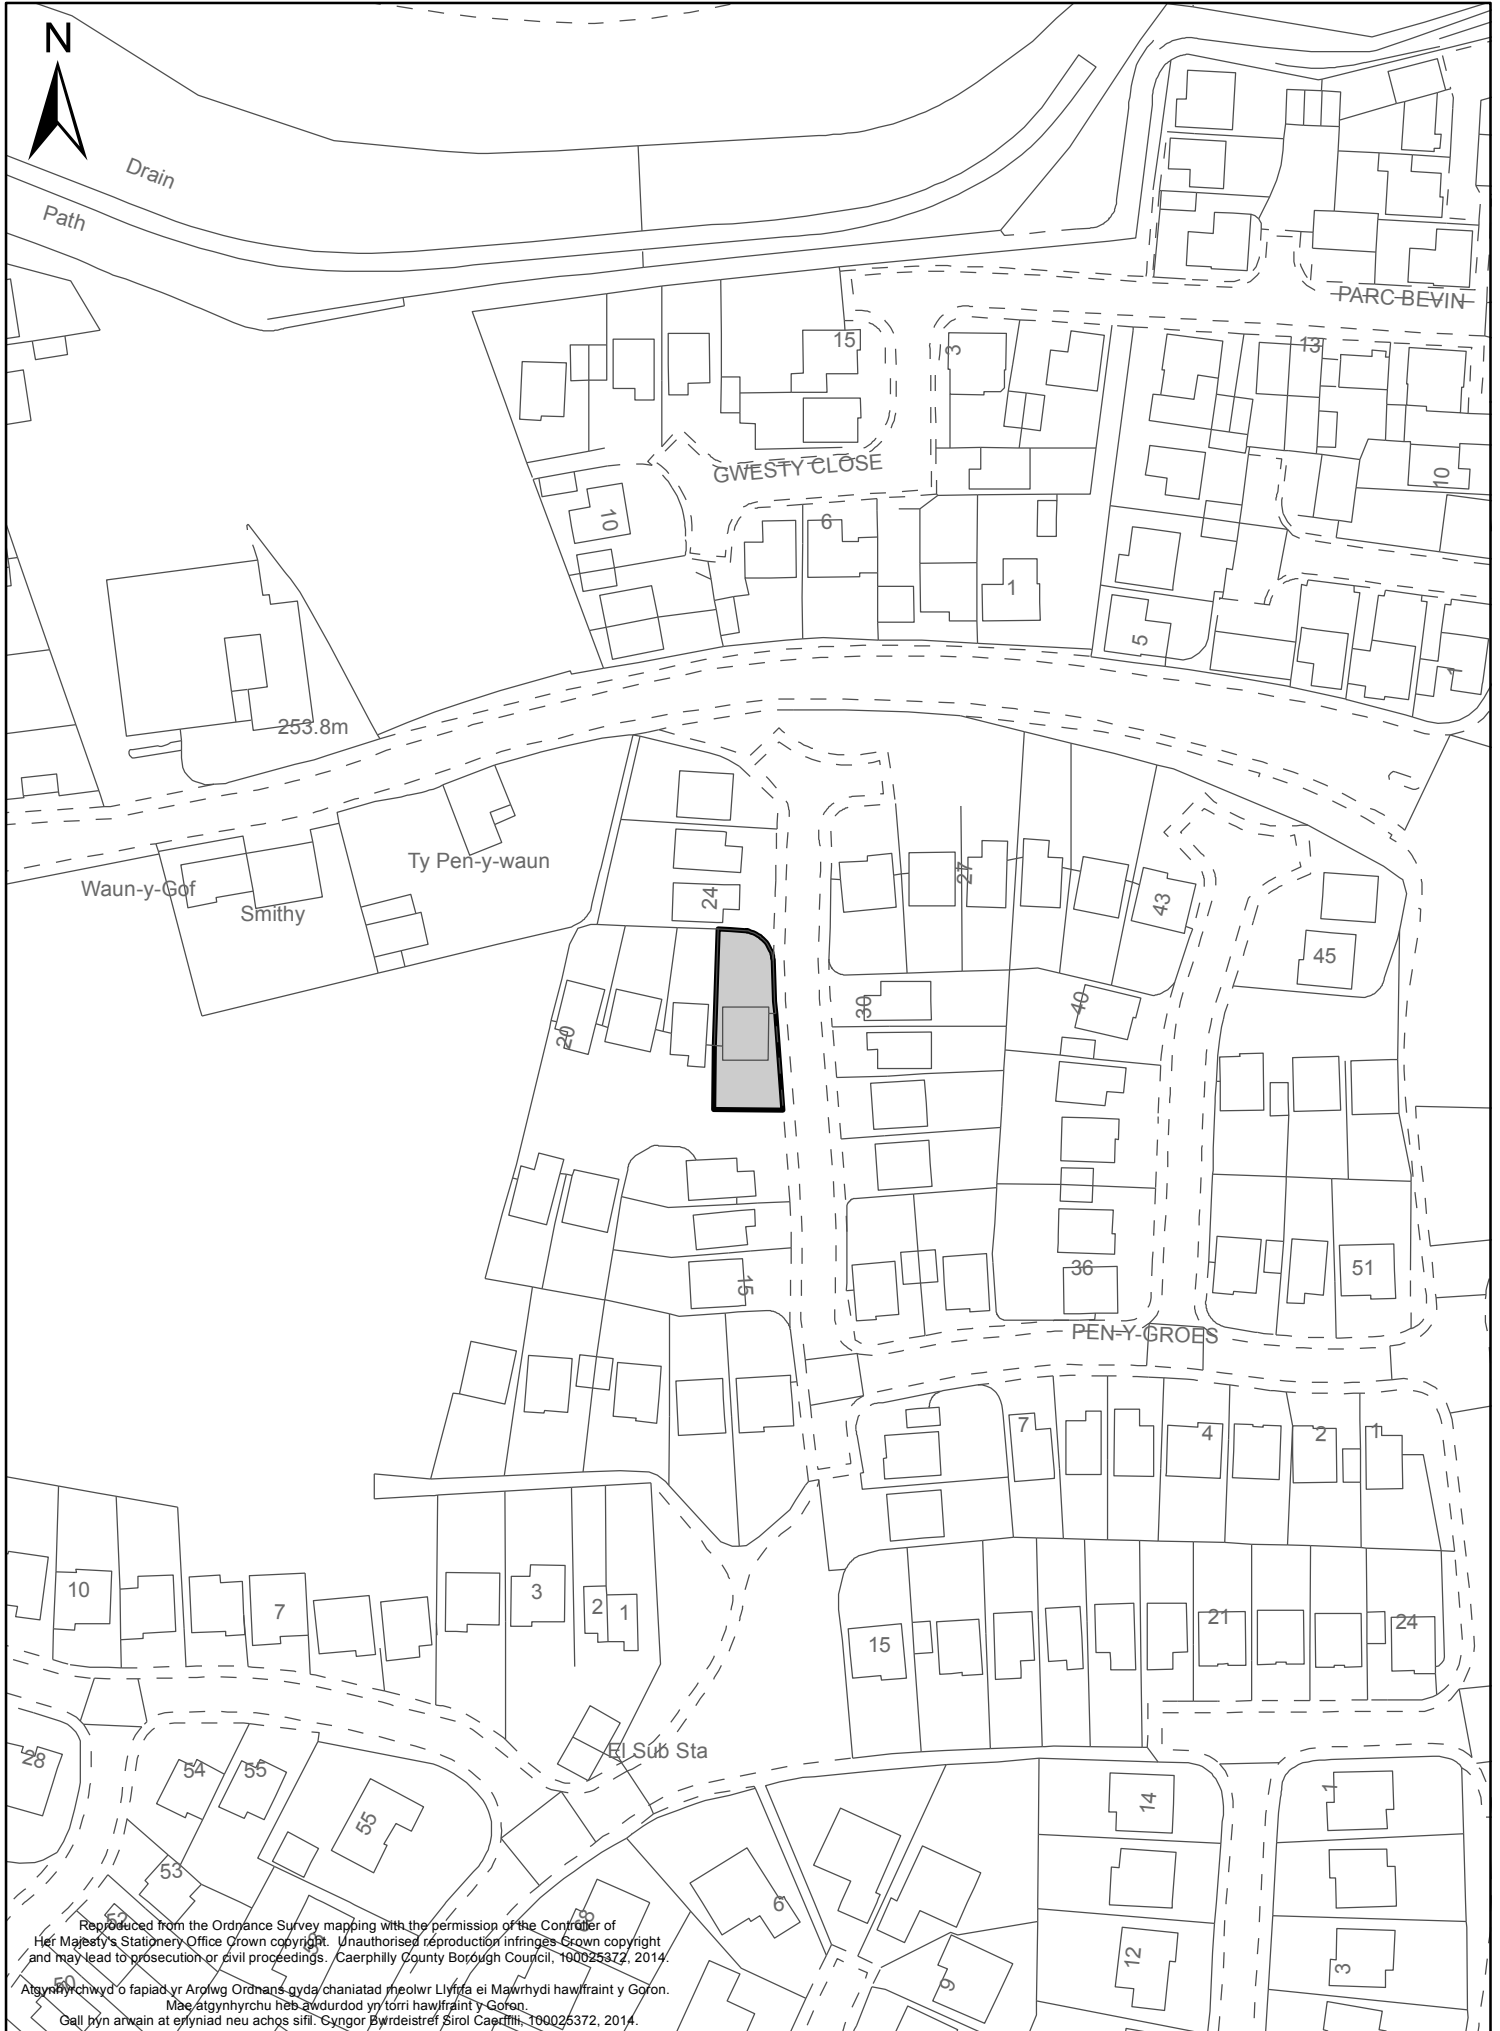 N
Drain
Path
PARC BEVIN
15
3
13
GWESTY CLOSE
10
10
6
1
5
1
253.8m
Ty Pen-y-waun
Waun-y-Gof
Smithy
24
27
43
45
30
40
20
15
36
51
PEN-Y-GROES
7
4
2
1
10
7
3
2
1
15
21
24
El Sub Sta
28
54
55
55
14
1
53
6
52
58
56
12
3
9
50
Reproduced from the Ordnance Survey mapping with the permission of the Controller of
Her Majesty's Stationery Office Crown copyright. Unauthorised reproduction infringes Crown copyright
and may lead to prosecution or civil proceedings. Caerphilly County Borough Council, 100025372, 2014.
Atgynhyrchwyd o fapiad yr Arolwg Ordnans gyda chaniatad rheolwr Llyfrfa ei Mawrhydi hawlfraint y Goron.
Mae atgynhyrchu heb awdurdod yn torri hawlfraint y Goron.
Gall hyn arwain at erlyniad neu achos sifil. Cyngor Bwrdeistref Sirol Caerffili, 100025372, 2014.